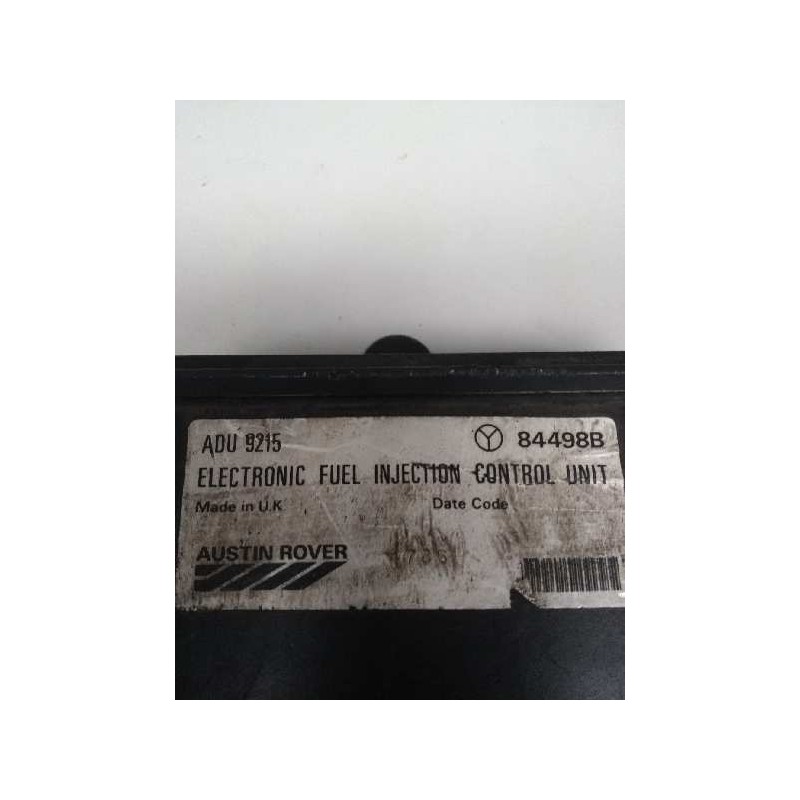 ADU 9215 84498B
ELECTRONIC FUEL INJECTION CONTROL UNIT
Made in U.K Date Code
AUSTIN ROVER